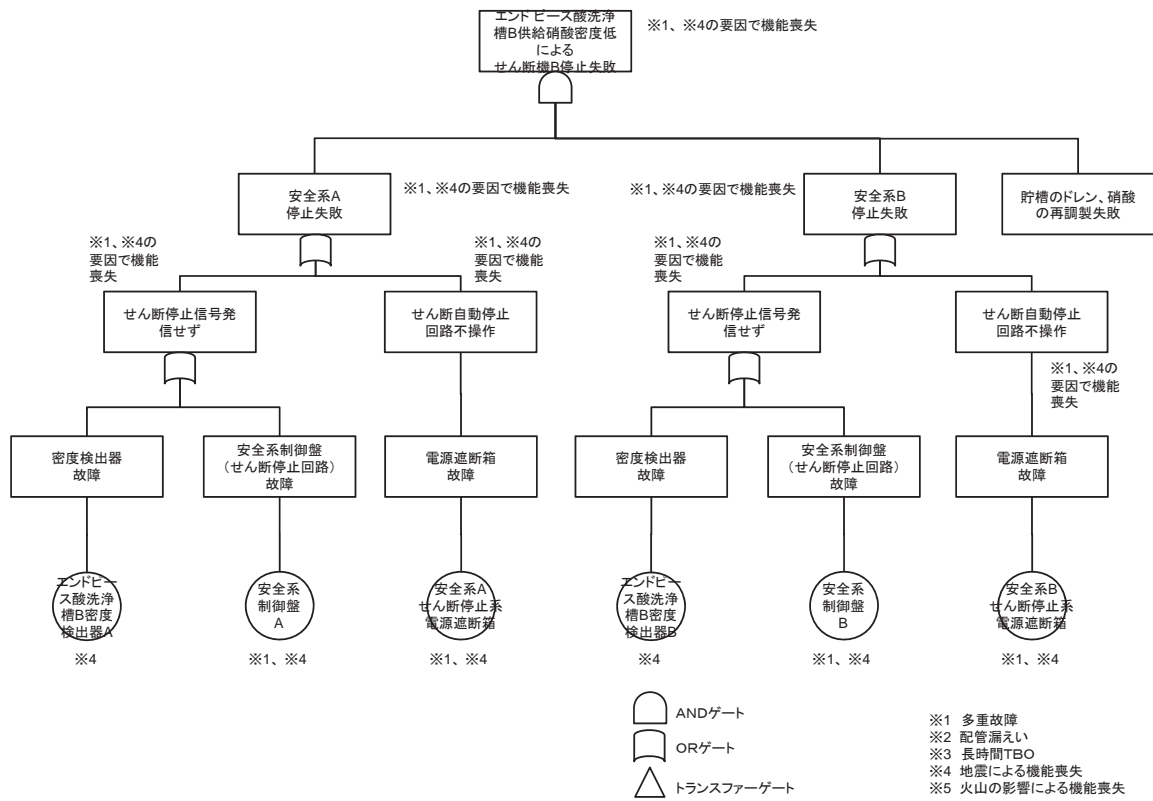 エンドピース酸洗浄
槽B供給硝酸密度低
による
せん断機B停止失敗
※1、※4の要因で機能喪失
安全系A
停止失敗
※1、※4の要因で機能喪失
※1、※4の要因で機能喪失
安全系B
停止失敗
貯槽のドレン、硝酸
の再調製失敗
※1、※4の
要因で機能
喪失
※1、※4の
要因で機能
喪失
※1、※4の
要因で機能
喪失
せん断停止信号発
信せず
せん断自動停止
回路不操作
せん断停止信号発
信せず
せん断自動停止
回路不操作
※1、※4の
要因で機能
喪失
密度検出器
故障
安全系制御盤
（せん断停止回路）
故障
電源遮断箱
故障
密度検出器
故障
安全系制御盤
（せん断停止回路）
故障
電源遮断箱
故障
エンドピー
ス酸洗浄
槽B密度
検出器A
安全系
制御盤
A
安全系A
せん断停止系
電源遮断箱
エンドピー
ス酸洗浄
槽B密度
検出器B
安全系
制御盤
B
安全系B
せん断停止系
電源遮断箱
※4
※1、※4
※1、※4
※4
※1、※4
※1、※4
ANDゲート
ORゲート
トランスファーゲート
※1 多重故障
※2 配管漏えい
※3 長時間TBO
※4 地震による機能喪失
※5 火山の影響による機能喪失